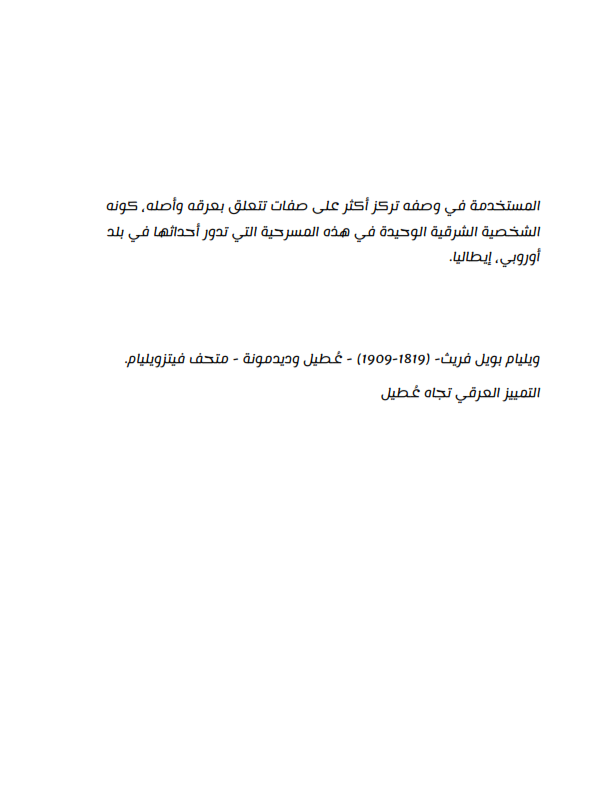 المستخدمة في وصفه تركز أكثر على صفات تتعلق بعرقه وأصله، كونه
الشخصية الشرقية الوحيدة في هذه المسرحية التي تدور أحداثها في بلد
أوروبي، إيطاليا.
ويليام بويل فريث- (1819-1909) - عُطيل وديدمونة - متحف فيتزويليام.
التمييز العرقي تجاه عُطيل